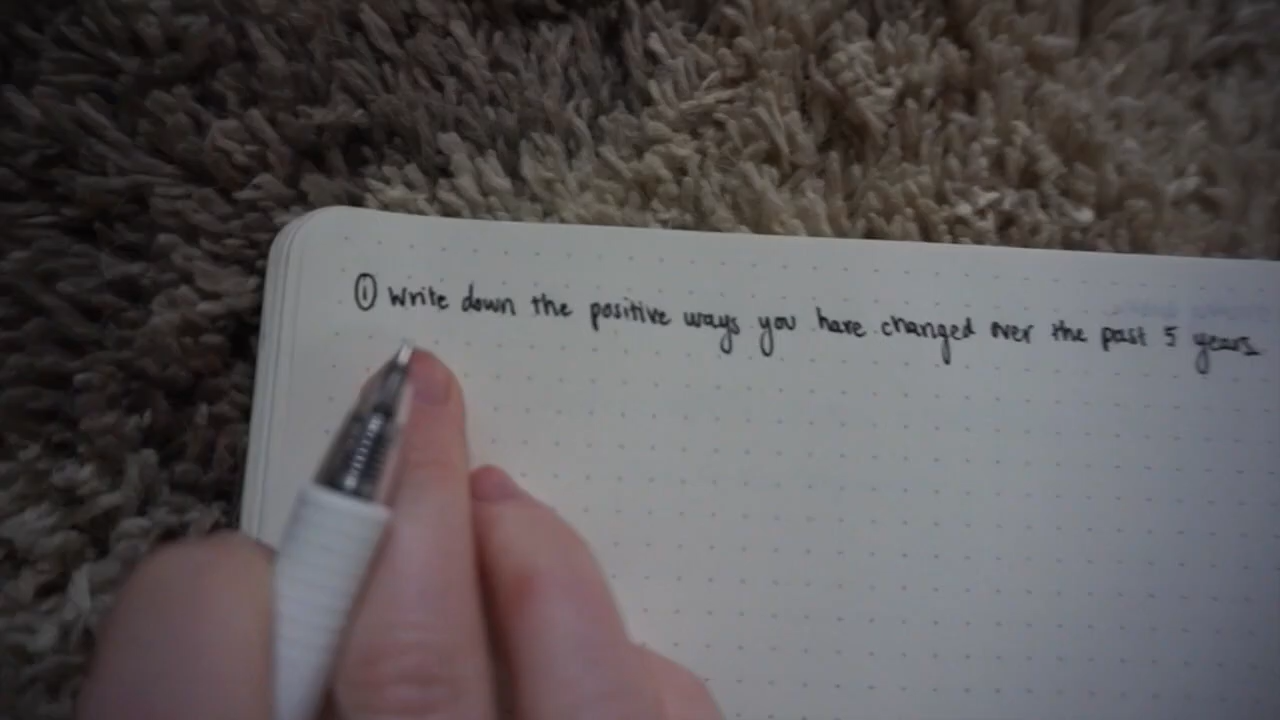 ① Write down the positive ways you have changed over the past 5 years